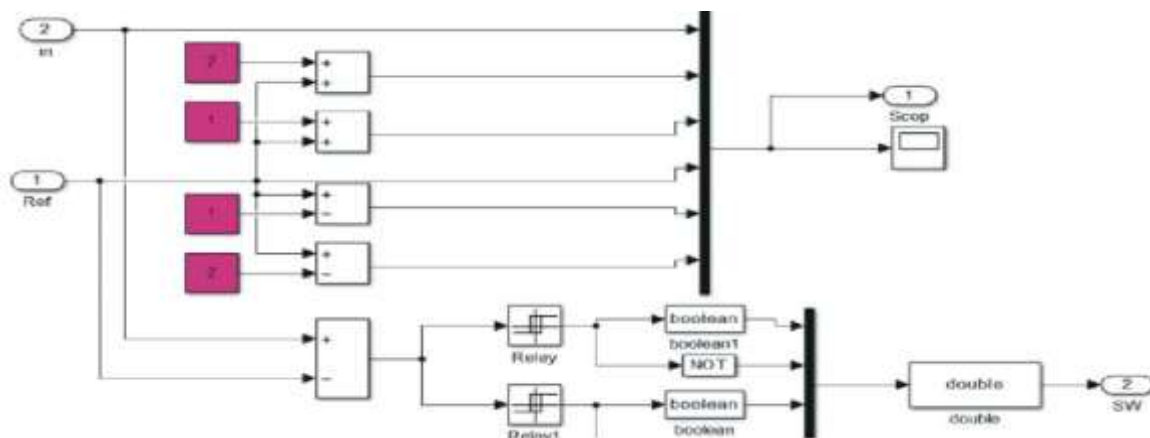 2
In
2
+
+
1
+
+
1
Scop
1
Ref
+
1
−
+
2
−
+
−
Relay
boolean
boolean1
NOT
Relay1
boolean
boolean
double
double
2
SW